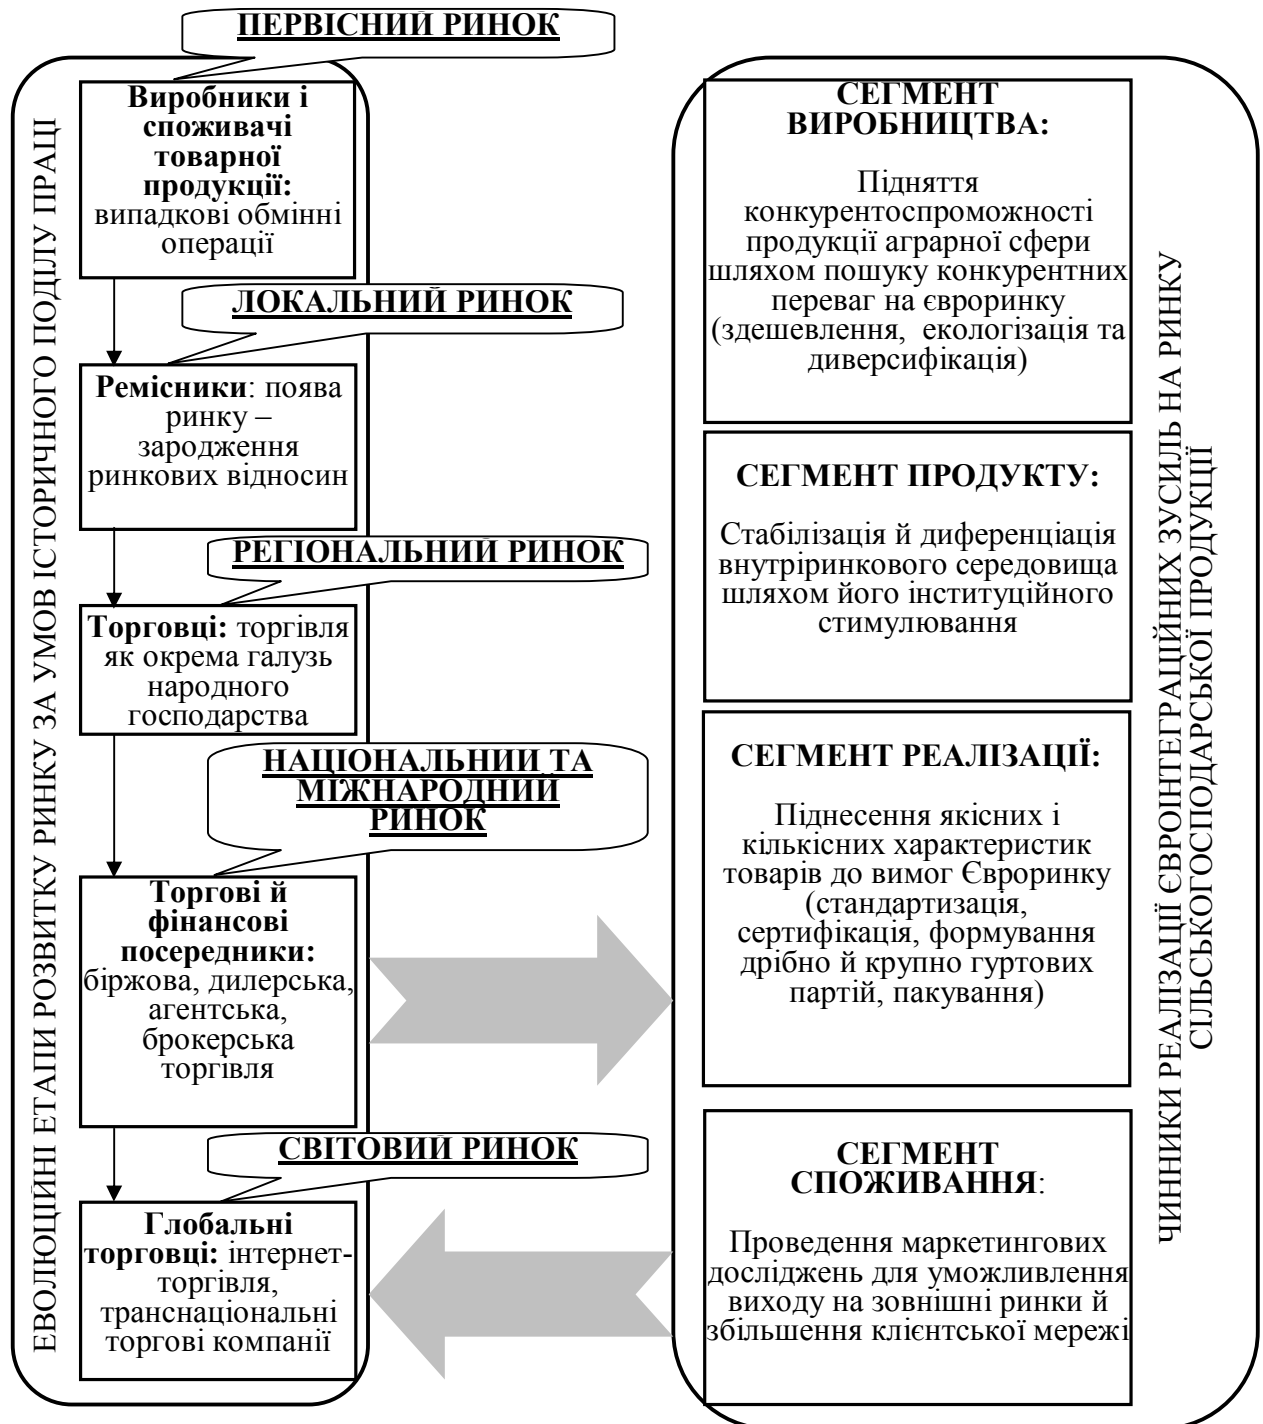 ЕВОЛЮЦІЙНІ ЕТАПИ РОЗВИТКУ РИНКУ ЗА УМОВ ІСТОРИЧНОГО ПОДІЛУ ПРАЦІ
ПЕРВІСНИЙ РИНОК
Виробники і
споживачі
товарної
продукції:
випадкові обмінні
операції
ЛОКАЛЬНИЙ РИНОК
Ремісники: поява
ринку –
зародження
ринкових відносин
РЕГІОНАЛЬНИЙ РИНОК
Торговці: торгівля
як окрема галузь
народного
господарства
НАЦІОНАЛЬНИЙ ТА
МІЖНАРОДНИЙ
РИНОК
Торгові й
фінансові
посередники:
біржова, дилерська,
агентська,
брокерська
торгівля
СВІТОВИЙ РИНОК
Глобальні
торговці: інтернет-
торгівля,
транснаціональні
торгові компанії
СЕГМЕНТ
ВИРОБНИЦТВА:
Підняття
конкурентоспроможності
продукції аграрної сфери
шляхом пошуку конкурентних
переваг на євроринку
(здешевлення, екологізація та
диверсифікація)
СЕГМЕНТ ПРОДУКТУ:
Стабілізація й диференціація
внутріринкового середовища
шляхом його інституційного
стимулювання
СЕГМЕНТ РЕАЛІЗАЦІЇ:
Піднесення якісних і
кількісних характеристик
товарів до вимог Євроринку
(стандартизація,
сертифікація, формування
дрібно й крупно гуртових
партій, пакування)
СЕГМЕНТ
СПОЖИВАННЯ:
Проведення маркетингових
досліджень для уможливлення
виходу на зовнішні ринки й
збільшення клієнтської мережі
ЧИННИКИ РЕАЛІЗАЦІЇ ЄВРОІНТЕГРАЦІЙНИХ ЗУСИЛЬ НА РИНКУ
СІЛЬСЬКОГОСПОДАРСЬКОЇ ПРОДУКЦІЇ